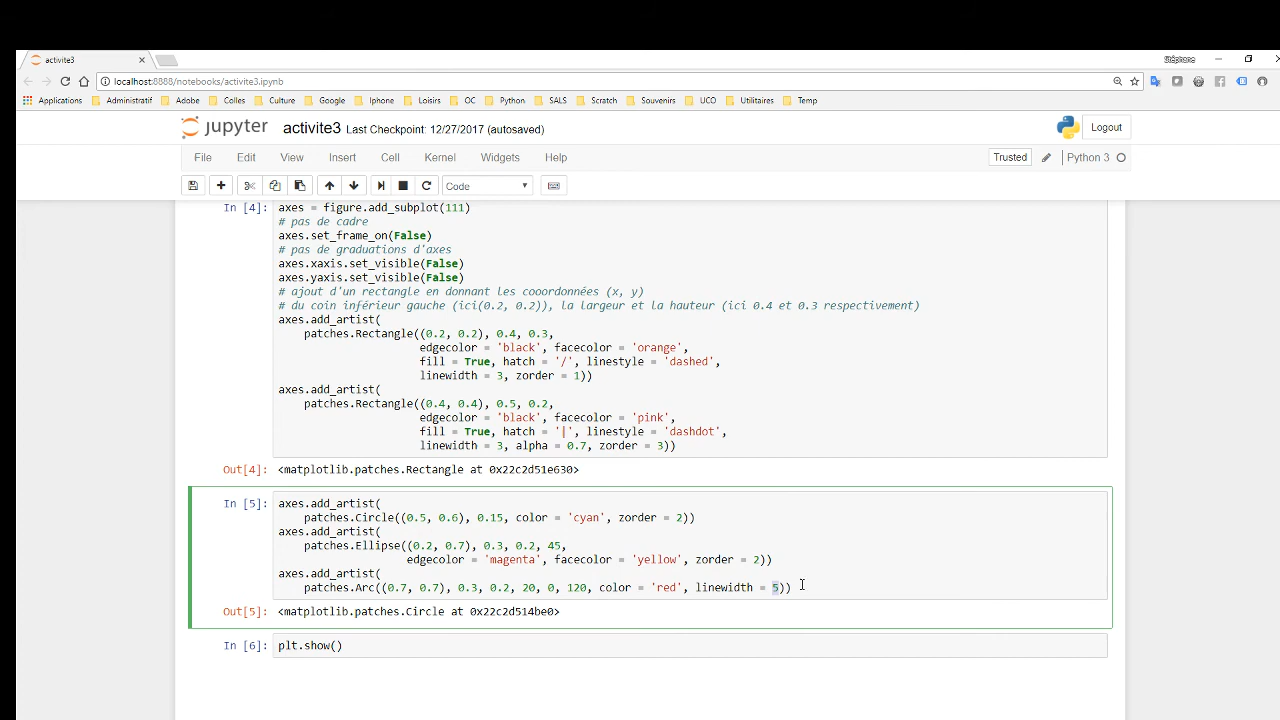 activite3
Stéphane
localhost:8888/notebooks/activite3.ipynb
Applications Administratif Adobe Colles Culture Google Iphone Loisirs OC Python SALS Scratch Souvenirs UCO Utilitaires Temp
jupyter activite3 Last Checkpoint: 12/27/2017 (autosaved) Logout
File Edit View Insert Cell Kernel Widgets Help Trusted Python 3
Code
In [4]: axes = figure.add_subplot(111)
# pas de cadre
axes.set_frame_on(False)
# pas de graduations d'axes
axes.xaxis.set_visible(False)
axes.yaxis.set_visible(False)
# ajout d'un rectangle en donnant les cooordonnées (x, y)
# du coin inférieur gauche (ici(0.2, 0.2)), la largeur et la hauteur (ici 0.4 et 0.3 respectivement)
axes.add_artist(
patches.Rectangle((0.2, 0.2), 0.4, 0.3,
edgecolor = 'black', facecolor = 'orange',
fill = True, hatch = '/', linestyle = 'dashed',
linewidth = 3, zorder = 1))
axes.add_artist(
patches.Rectangle((0.4, 0.4), 0.5, 0.2,
edgecolor = 'black', facecolor = 'pink',
fill = True, hatch = '|', linestyle = 'dashdot',
linewidth = 3, alpha = 0.7, zorder = 3))
Out[4]: <matplotlib.patches.Rectangle at 0x22c2d51e630>
In [5]: axes.add_artist(
patches.Circle((0.5, 0.6), 0.15, color = 'cyan', zorder = 2))
axes.add_artist(
patches.Ellipse((0.2, 0.7), 0.3, 0.2, 45,
edgecolor = 'magenta', facecolor = 'yellow', zorder = 2))
axes.add_artist(
patches.Arc((0.7, 0.7), 0.3, 0.2, 20, 0, 120, color = 'red', linewidth = 5))
Out[5]: <matplotlib.patches.Circle at 0x22c2d514be0>
In [6]: plt.show()